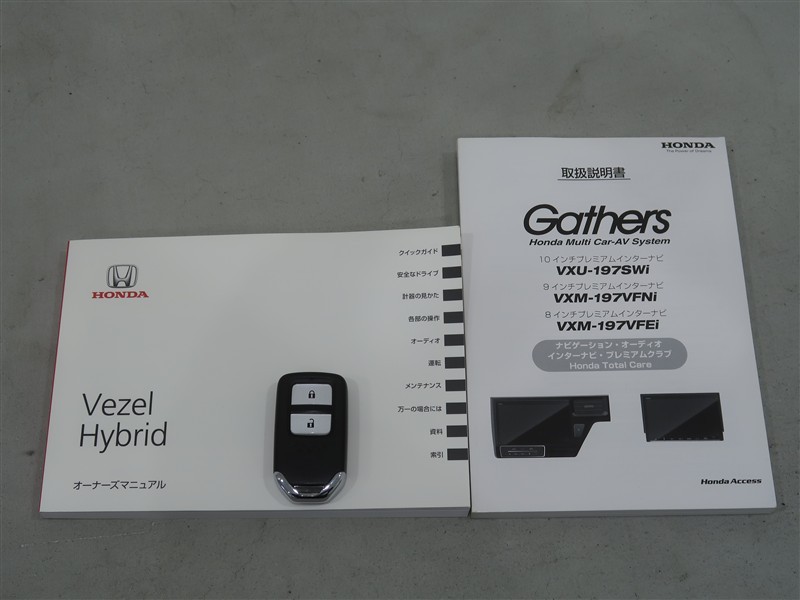 HONDA
Vezel
Hybrid
オーナーズマニュアル
クイックガイド
安全なドライブ
計器の見かた
各部の操作
オーディオ
運転
メンテナンス
万一の場合には
資料
索引
HONDA
The Power of Dreams
取扱説明書
Gathers
Honda Multi Car-AV System
10 インチプレミアムインターナビ
VXU-197SWi
9 インチプレミアムインターナビ
VXM-197VFNi
8 インチプレミアムインターナビ
VXM-197VFEi
ナビゲーション・オーディオ
インターナビ・プレミアムクラブ
Honda Total Care
Honda Access